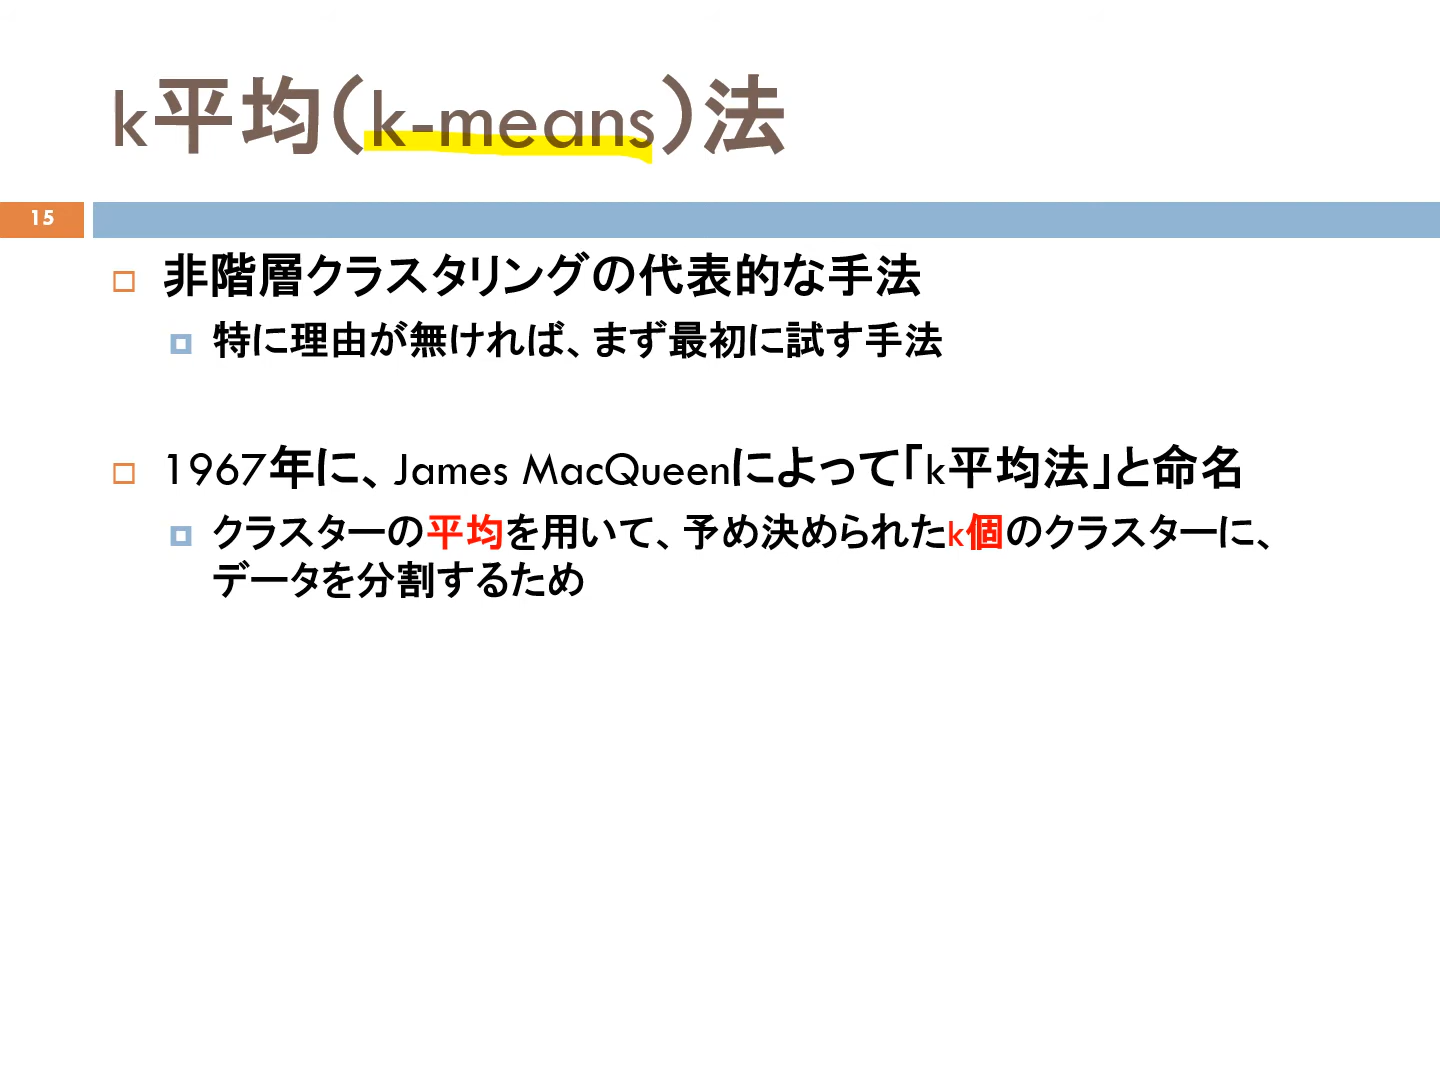 k平均（k-means）法
15
非階層クラスタリングの代表的な手法
特に理由が無ければ、まず最初に試す手法
1967年に、James MacQueenによって「k平均法」と命名
クラスターの平均を用いて、予め決められたk個のクラスターに、
データを分割するため